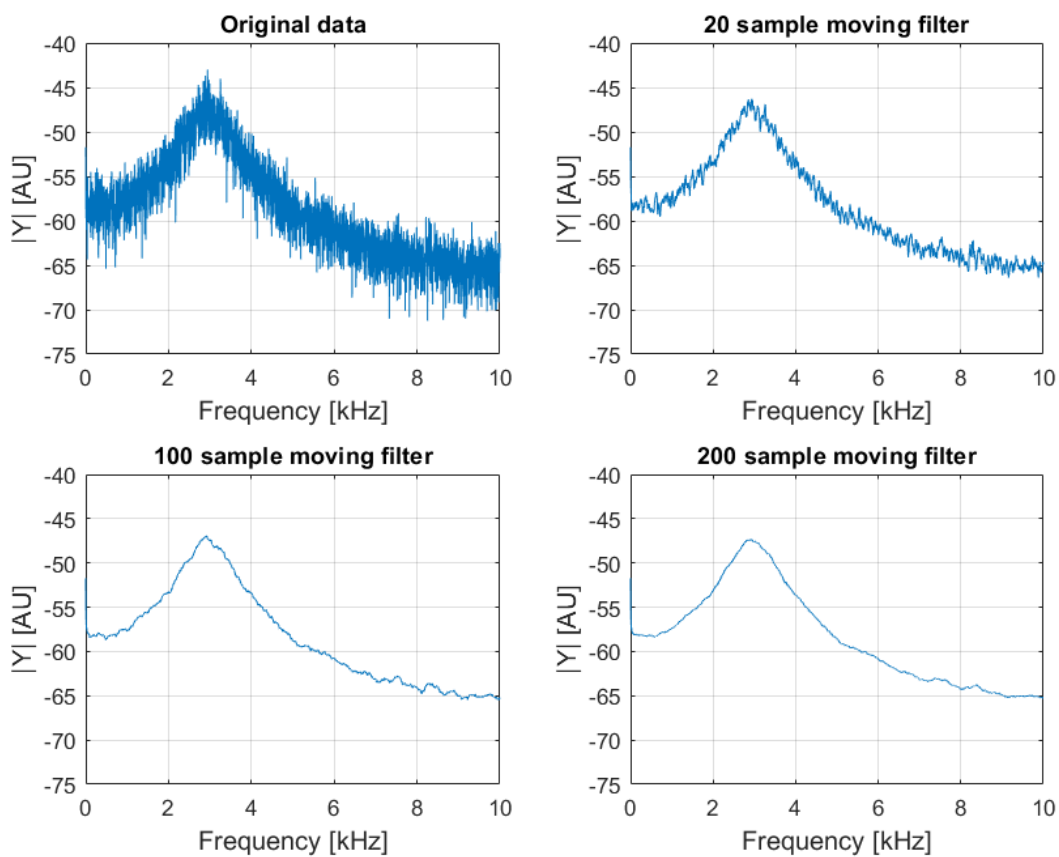 Original data
-40
-45
-50
-55
-60
-65
-70
-75
|Y| [AU]
0 2 4 6 8 10
Frequency [kHz]
20 sample moving filter
-40
-45
-50
-55
-60
-65
-70
-75
|Y| [AU]
0 2 4 6 8 10
Frequency [kHz]
100 sample moving filter
-40
-45
-50
-55
-60
-65
-70
-75
|Y| [AU]
0 2 4 6 8 10
Frequency [kHz]
200 sample moving filter
-40
-45
-50
-55
-60
-65
-70
-75
|Y| [AU]
0 2 4 6 8 10
Frequency [kHz]